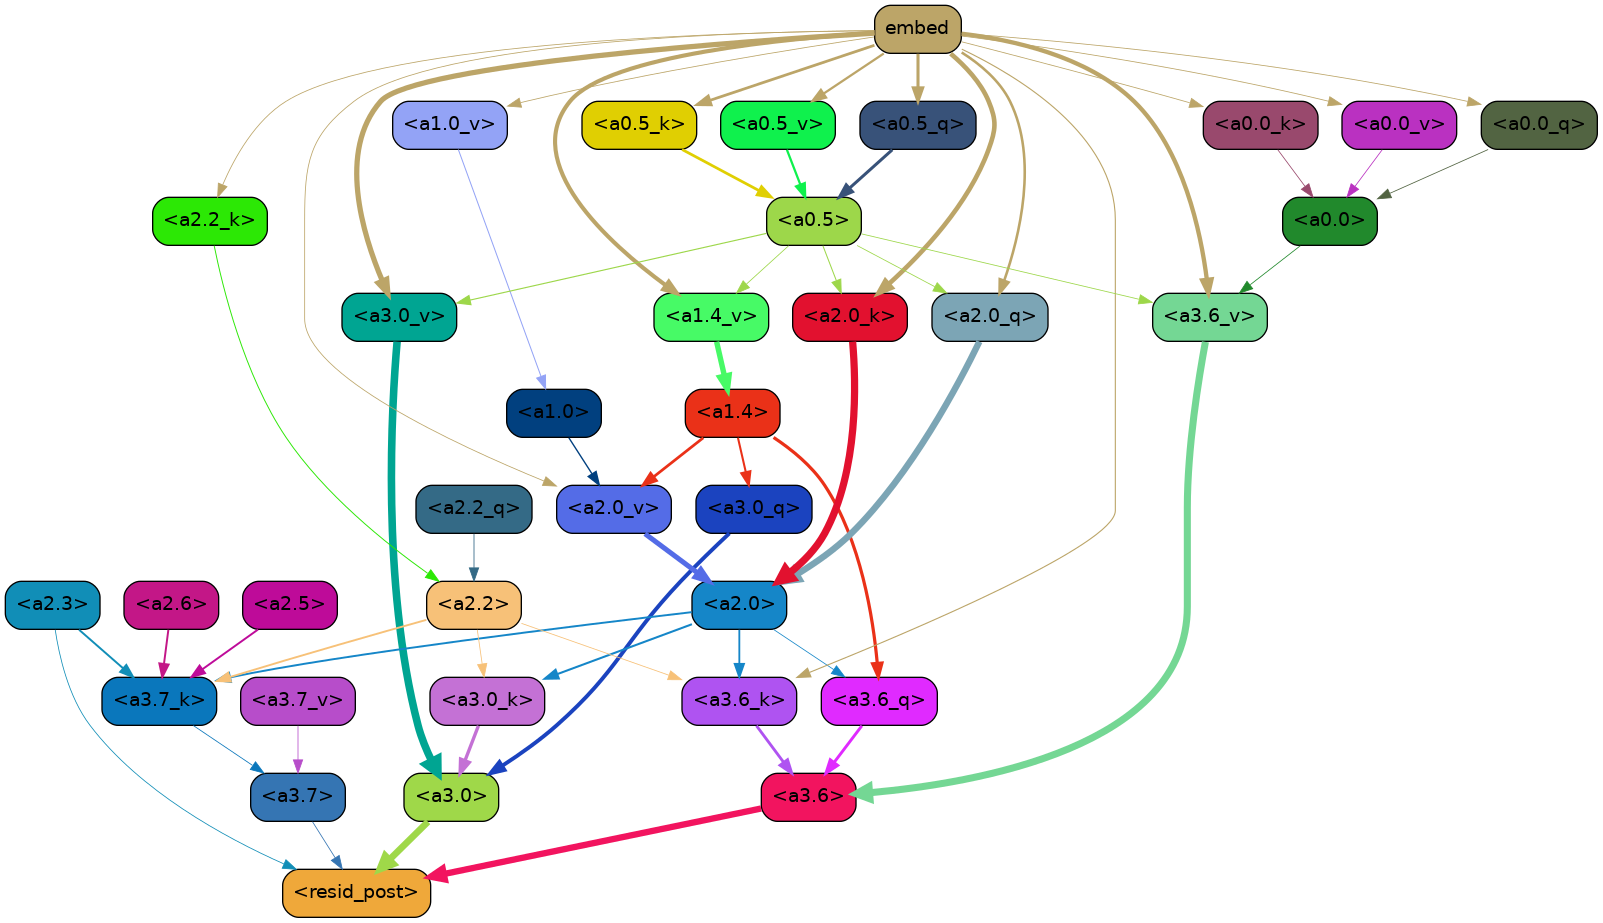 embed
<a1.0_v>
<a0.5_k>
<a0.5_v>
<a0.5_q>
<a0.0_k>
<a0.0_v>
<a0.0_q>
<a2.2_k>
<a0.5>
<a0.0>
<a3.0_v>
<a1.4_v>
<a2.0_k>
<a2.0_q>
<a3.6_v>
<a1.0>
<a1.4>
<a2.2_q>
<a2.0_v>
<a3.0_q>
<a2.3>
<a2.6>
<a2.5>
<a2.2>
<a2.0>
<a3.7_k>
<a3.7_v>
<a3.0_k>
<a3.6_k>
<a3.6_q>
<a3.7>
<a3.0>
<a3.6>
<resid_post>